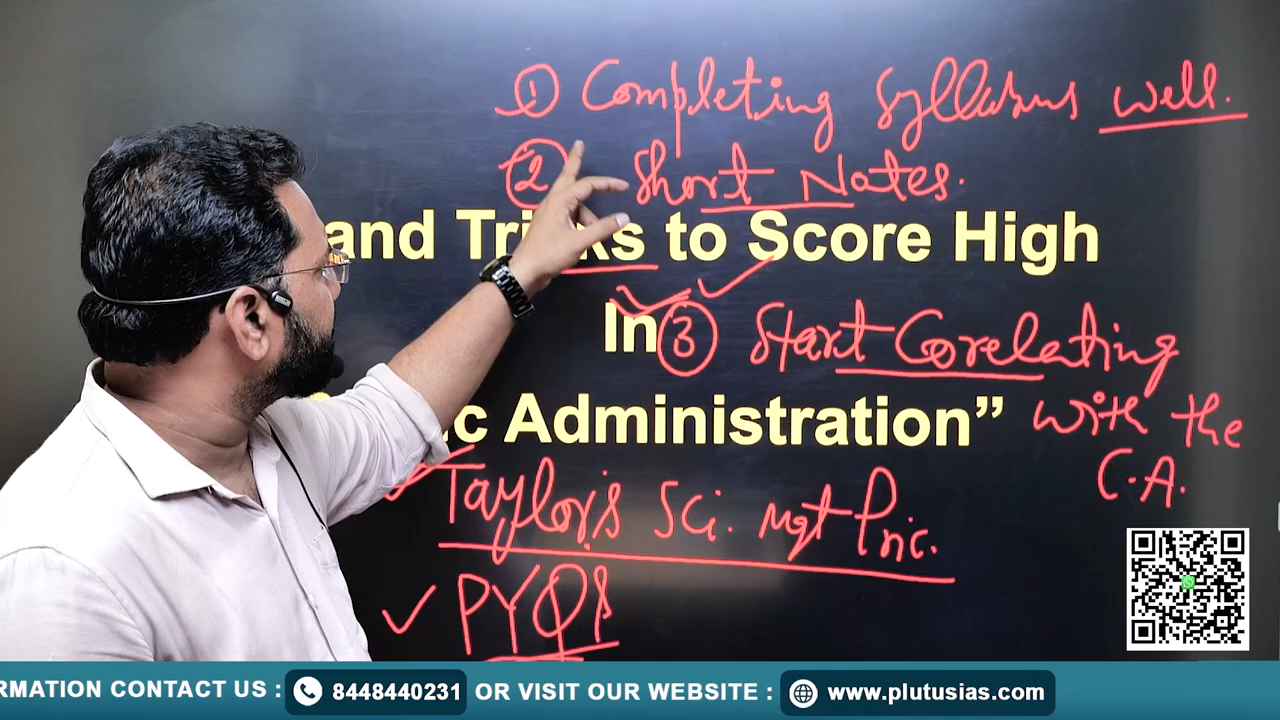 ① Completing Syllabus well.
② Short Notes.
and Tricks to Score High
In
③ Start Corelating
with the
C.A.
Administration”
Taylor's Sci. Mgt Pric.
PYQs
RMATION CONTACT US : 8448440231 OR VISIT OUR WEBSITE : www.plutusias.com